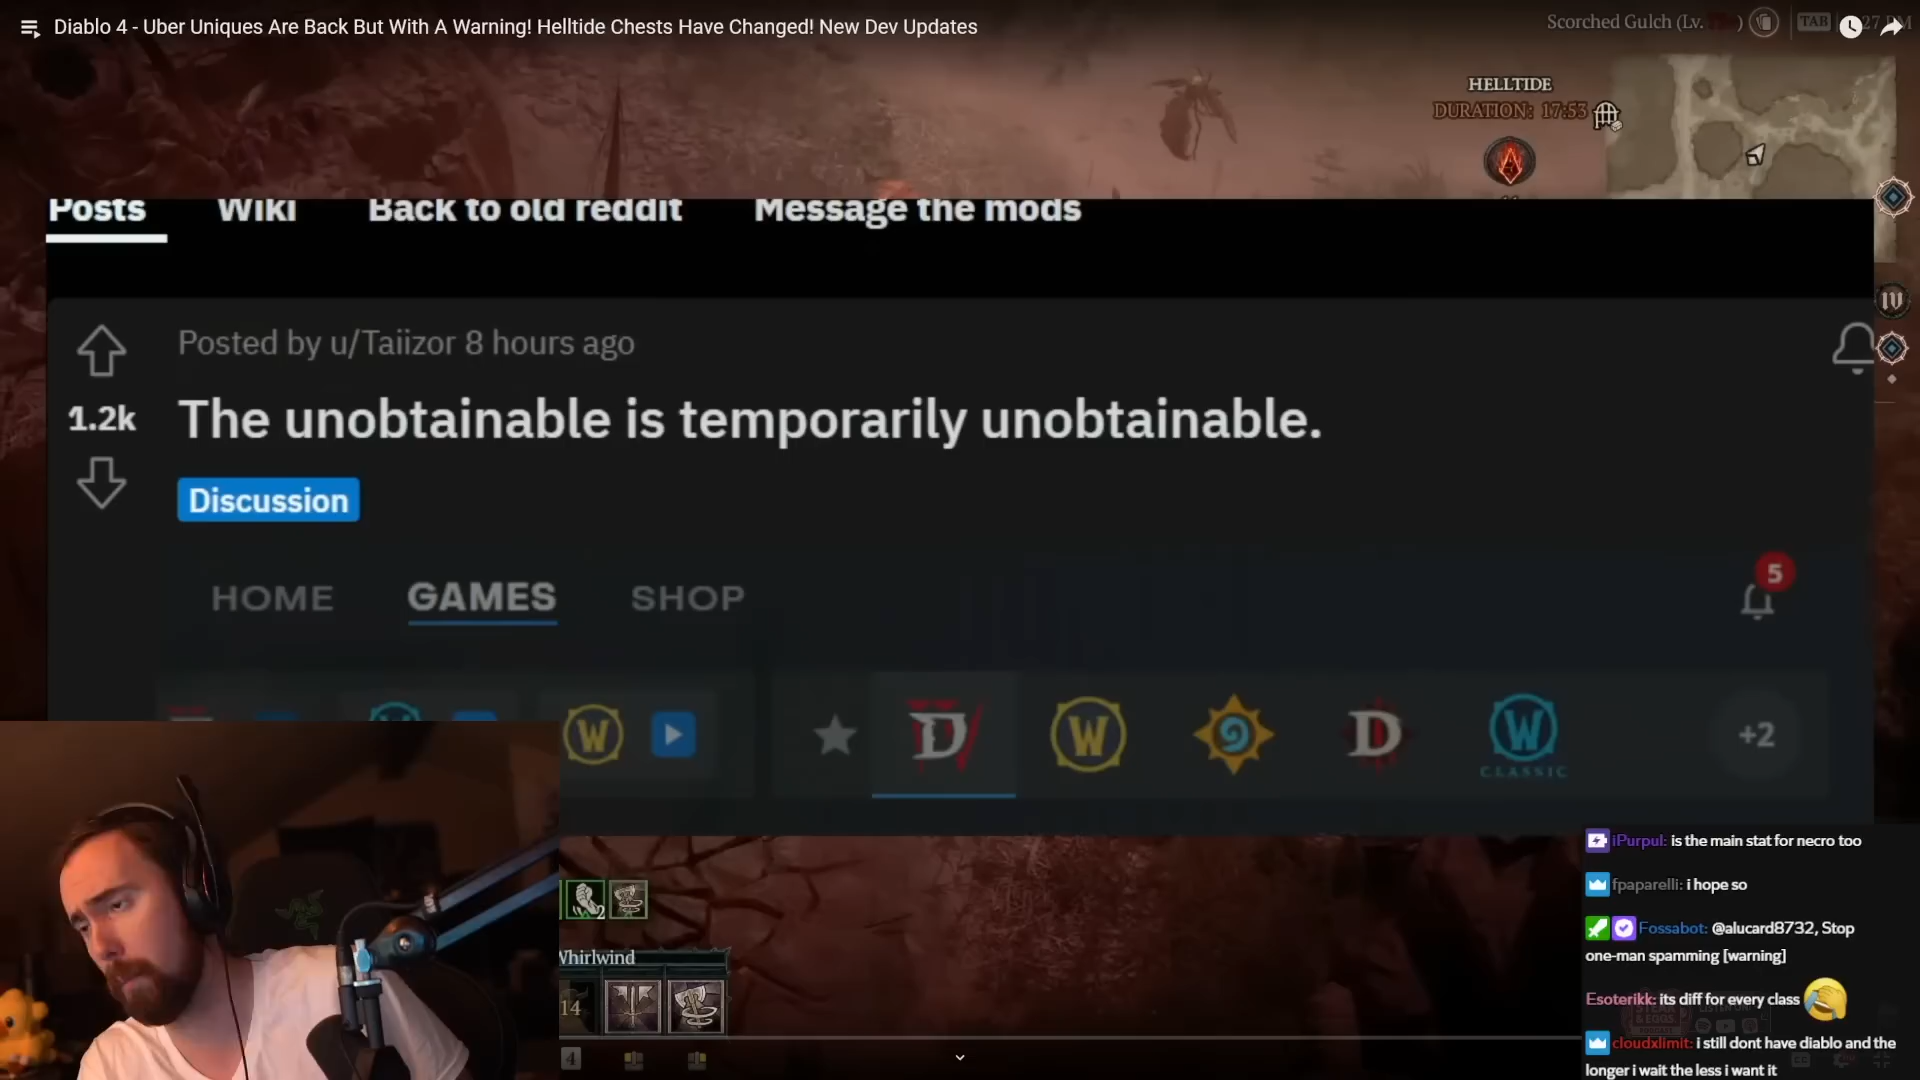 Diablo 4 - Uber Uniques Are Back But With A Warning! Helltide Chests Have Changed! New Dev Updates
Scorched Gulch (Lv.
TAB
HELLTIDE
DURATION: 17:53
Posts Wiki Back to old reddit Message the mods
IV
Posted by u/Taiizor 8 hours ago
1.2k
The unobtainable is temporarily unobtainable.
Discussion
HOME GAMES SHOP
5
W
D
W
D
W
CLASSIC
+2
iPurpul: is the main stat for necro too
fpaparelli: i hope so
Fossabot: @alucard8732, Stop
one-man spamming [warning]
Esoterikk: its diff for every class
cloudxlimit: i still dont have diablo and the
longer i wait the less i want it
2
Whirlwind
14
4